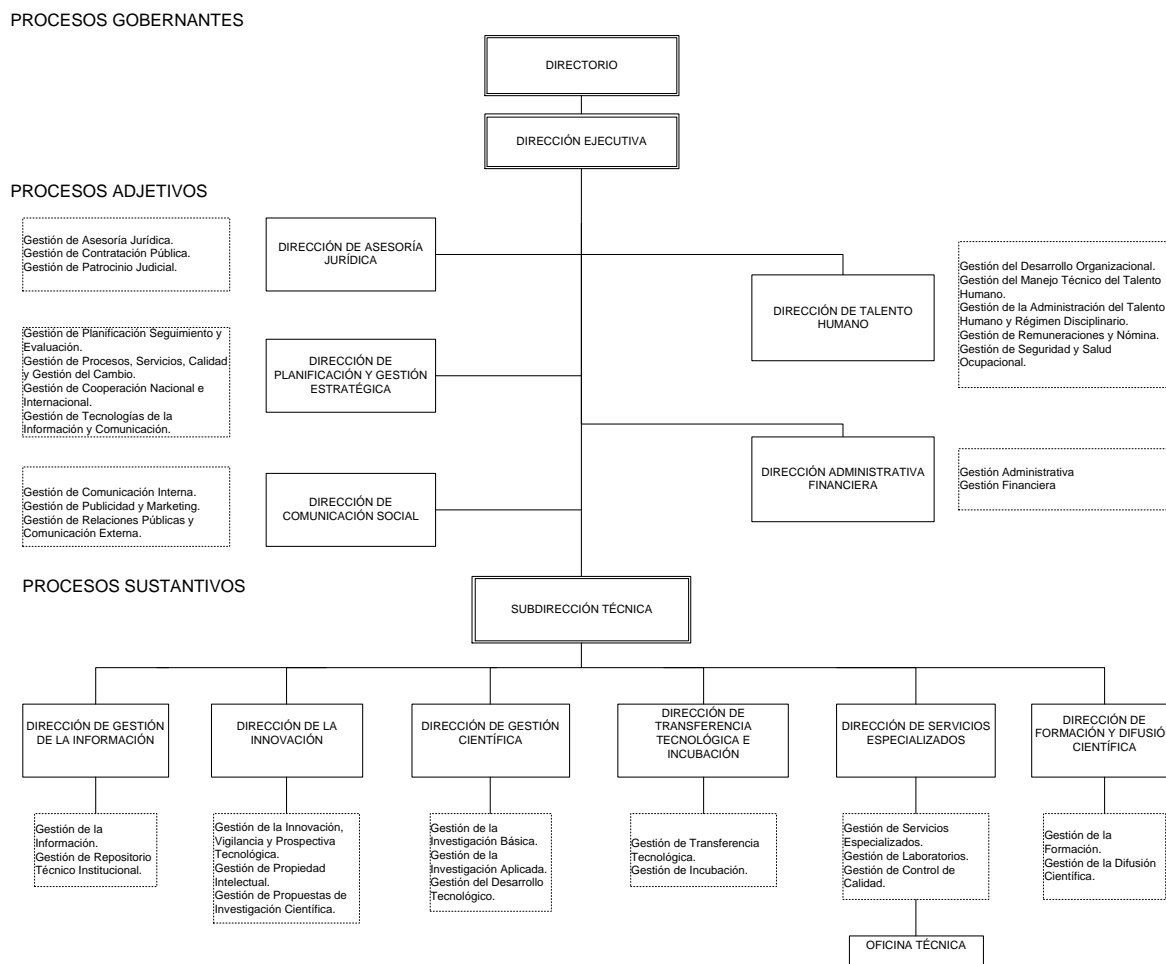 PROCESOS GOBERNANTES
DIRECTORIO
DIRECCIÓN EJECUTIVA
PROCESOS ADJETIVOS
Gestión de Asesoría Jurídica.
Gestión de Contratación Pública.
Gestión de Patrocinio Judicial.
DIRECCIÓN DE ASESORÍA
JURÍDICA
DIRECCIÓN DE TALENTO
HUMANO
Gestión del Desarrollo Organizacional.
Gestión del Manejo Técnico del Talento
Humano.
Gestión de la Administración del Talento
Humano y Régimen Disciplinario.
Gestión de Remuneraciones y Nómina.
Gestión de Seguridad y Salud
Ocupacional.
Gestión de Planificación Seguimiento y
Evaluación.
Gestión de Procesos, Servicios, Calidad
y Gestión del Cambio.
Gestión de Cooperación Nacional e
Internacional.
Gestión de Tecnologías de la
Información y Comunicación.
DIRECCIÓN DE
PLANIFICACIÓN Y GESTIÓN
ESTRATÉGICA
DIRECCIÓN ADMINISTRATIVA
FINANCIERA
Gestión Administrativa
Gestión Financiera
Gestión de Comunicación Interna.
Gestión de Publicidad y Marketing.
Gestión de Relaciones Públicas y
Comunicación Externa.
DIRECCIÓN DE
COMUNICACIÓN SOCIAL
PROCESOS SUSTANTIVOS
SUBDIRECCIÓN TÉCNICA
DIRECCIÓN DE GESTIÓN
DE LA INFORMACIÓN
DIRECCIÓN DE LA
INNOVACIÓN
DIRECCIÓN DE GESTIÓN
CIENTÍFICA
DIRECCIÓN DE
TRANSFERENCIA
TECNOLÓGICA E
INCUBACIÓN
DIRECCIÓN DE SERVICIOS
ESPECIALIZADOS
DIRECCIÓN DE
FORMACIÓN Y DIFUSIÓN
CIENTÍFICA
Gestión de la
Información.
Gestión de Repositorio
Técnico Institucional.
Gestión de la Innovación,
Vigilancia y Prospectiva
Tecnológica.
Gestión de Propiedad
Intelectual.
Gestión de Propuestas de
Investigación Científica.
Gestión de la
Investigación Básica.
Gestión de la
Investigación Aplicada.
Gestión del Desarrollo
Tecnológico.
Gestión de Transferencia
Tecnológica.
Gestión de Incubación.
Gestión de Servicios
Especializados.
Gestión de Laboratorios.
Gestión de Control de
Calidad.
Gestión de la
Formación.
Gestión de la Difusión
Científica.
OFICINA TÉCNICA